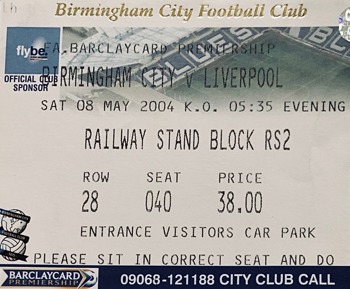 Birmingham City Football Club
flybe.
OFFICIAL CLUB
SPONSOR
FA.BARCLAYCARD PREMIERSHIP
BIRMINGHAM CITY v LIVERPOOL
SAT 08 MAY 2004 K.O. 05:35 EVENING
RAILWAY STAND BLOCK RS2
ROW SEAT PRICE
28 040 38.00
ENTRANCE VISITORS CAR PARK
PLEASE SIT IN CORRECT SEAT AND DO
BARCLAYCARD
PREMIERSHIP
09068-121188 CITY CLUB CALL